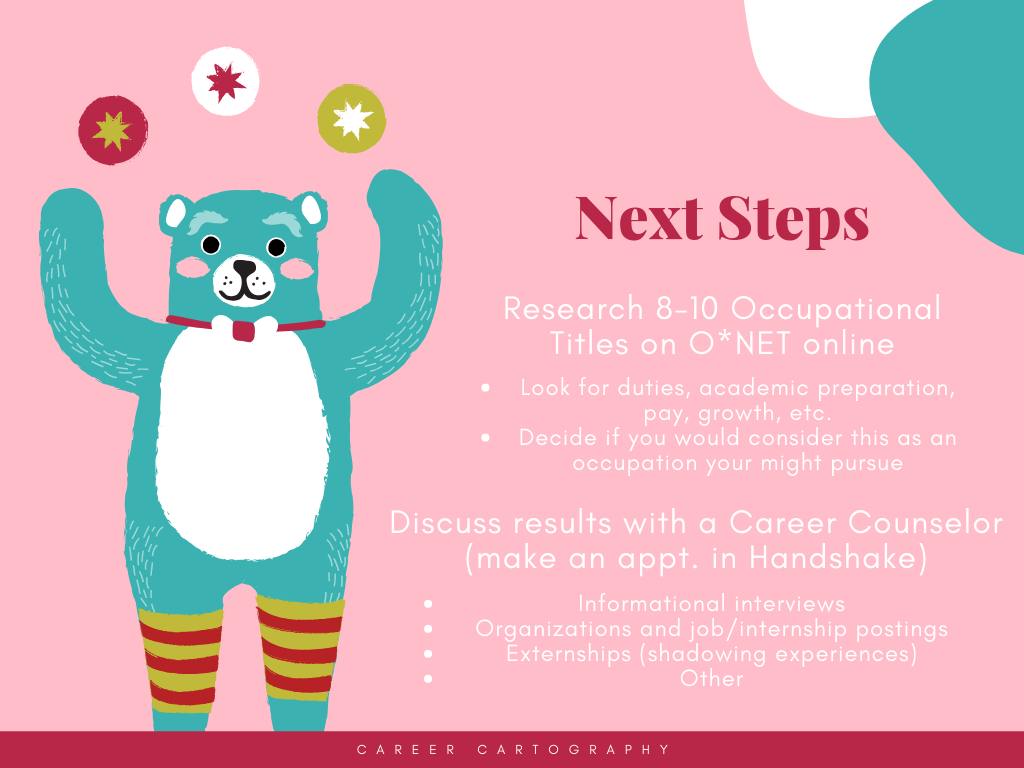 Next Steps
Research 8-10 Occupational
Titles on O*NET online
• Look for duties, academic preparation,
pay, growth, etc.
• Decide if you would consider this as an
occupation your might pursue
Discuss results with a Career Counselor
(make an appt. in Handshake)
• Informational interviews
• Organizations and job/internship postings
• Externships (shadowing experiences)
• Other
CAREER CARTOGRAPHY